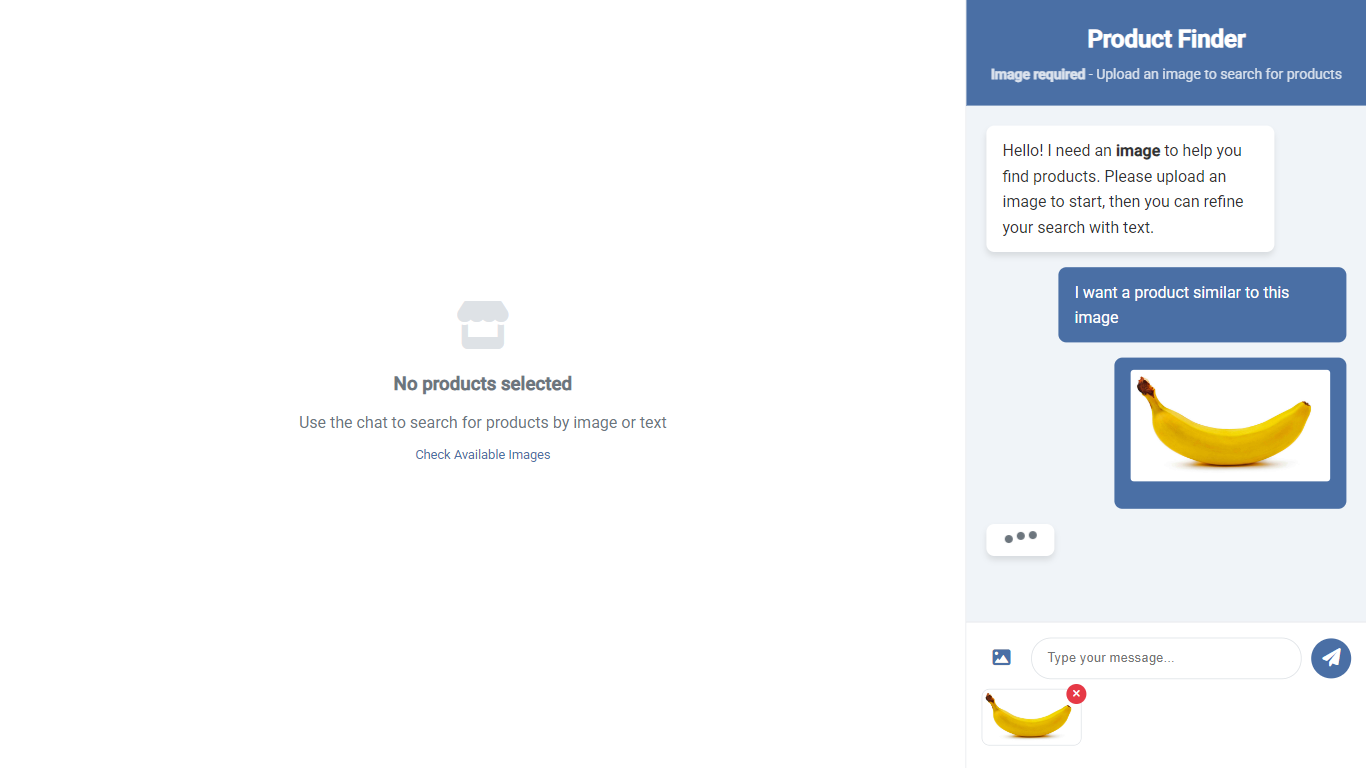 No products selected
Use the chat to search for products by image or text
Check Available Images
Product Finder
Image required - Upload an image to search for products
Hello! I need an image to help you
find products. Please upload an
image to start, then you can refine
your search with text.
I want a product similar to this
image
Type your message...